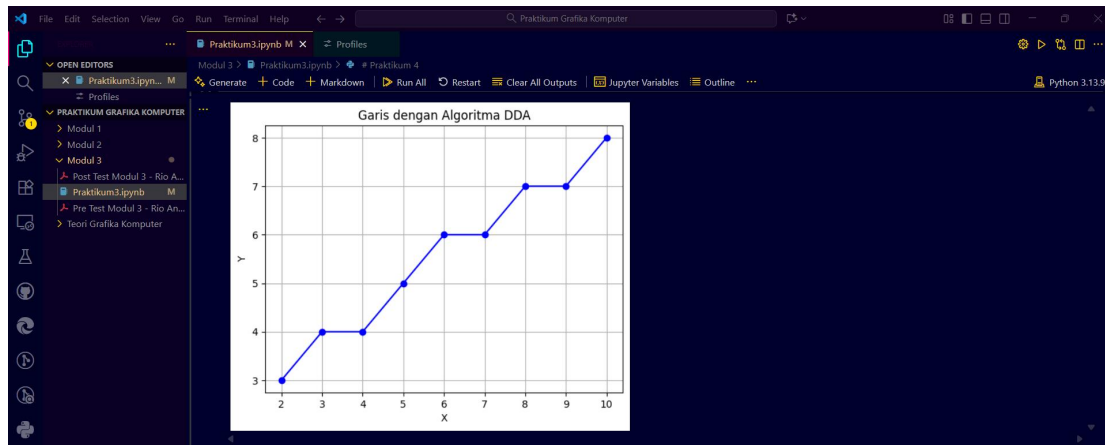 File Edit Selection View Go Run Terminal Help
Praktikum Grafika Komputer
Praktikum3.ipynb M
Profiles
OPEN EDITORS
Praktikum3.ipyn... M
Profiles
PRAKTIKUM GRAFIKA KOMPUTER
Modul 1
Modul 2
Modul 3
Post Test Modul 3 - Rio A...
Praktikum3.ipynb M
Pre Test Modul 3 - Rio An...
Teori Grafika Komputer
1
Modul 3 > Praktikum3.ipynb > # Praktikum 4
Generate + Code + Markdown Run All Restart Clear All Outputs Jupyter Variables Outline ...
Python 3.13.9
Garis dengan Algoritma DDA
8
7
6
5
4
3
Y
2 3 4 5 6 7 8 9 10
X